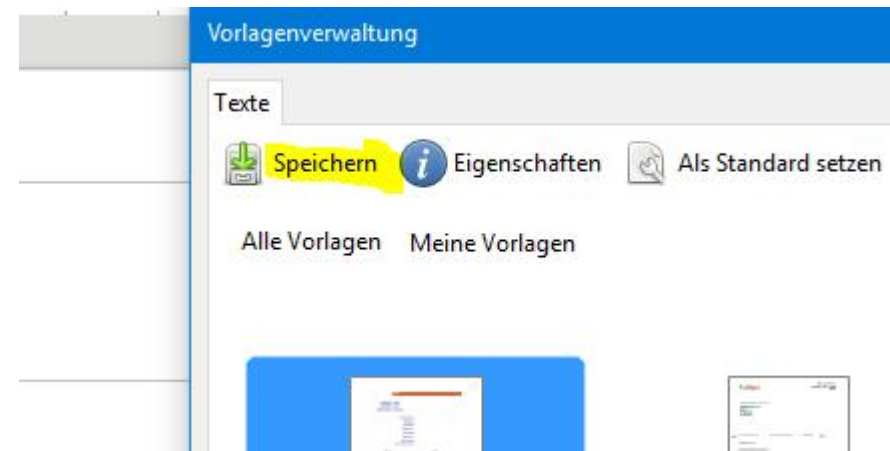 Vorlagenverwaltung
Texte
Speichern Eigenschaften Als Standard setzen
Alle Vorlagen Meine Vorlagen